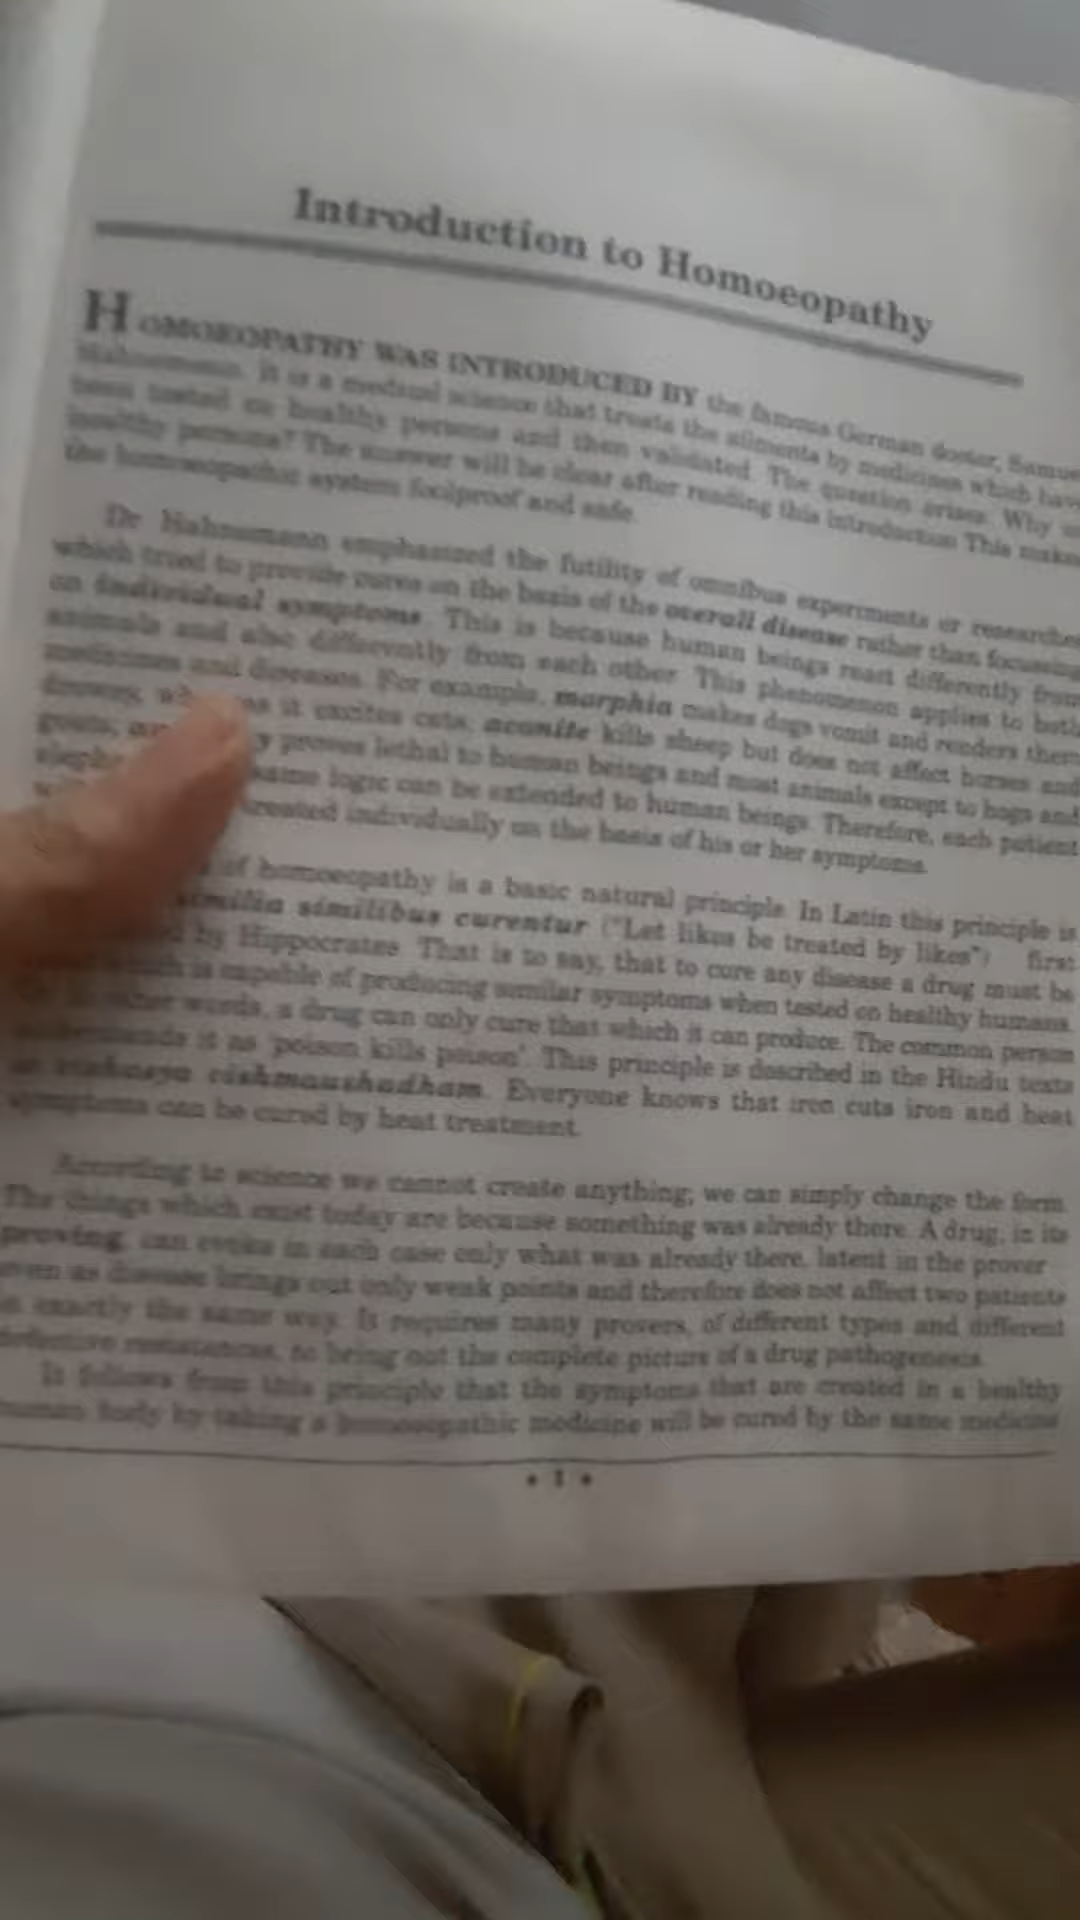 Introduction to Homoeopathy
HOMOEOPATHY WAS INTRODUCED BY the famous German doctor, Samue
Hahnemann. It is a medical science that treats the ailments by medicines which have
been tested on healthy persons and then validated. The question arises: Why
healthy persons? The answer will be clear after reading this introduction This makes
the homoeopathic system foolproof and safe.
Dr Hahnemann emphasized the futility of omnibus experiments or researches
which tried to provide cures on the basis of the overall disease rather than focussing
on individual symptoms. This is because human beings react differently from
animals and also differently from each other. This phenomenon applies to both
medicines and diseases. For example, morphia makes dogs vomit and renders them
drowsy, it excites cats; aconite kills sheep but does not affect horses and
goats, proves lethal to human beings and most animals except to hogs and
same logic can be extended to human beings. Therefore, each patient
treated individually on the basis of his or her symptoms.
of homoeopathy is a basic natural principle. In Latin this principle is
similia similibus curentur ("Let likes be treated by likes") first
by Hippocrates. That is to say, that to cure any disease a drug must be
which is capable of producing similar symptoms when tested on healthy humans.
words, a drug can only cure that which it can produce. The common person
understands it as 'poison kills poison'. This principle is described in the Hindu texts
vishmaushadham. Everyone knows that iron cuts iron and heat
symptoms can be cured by heat treatment.
According to science we cannot create anything; we can simply change the form.
The things which exist today are because something was already there. A drug, in its
proving, can evoke in each case only what was already there, latent in the prover
even as disease brings out only weak points and therefore does not affect two patients
in exactly the same way. Is requires many provers, of different types and different
defensive resistances, to bring out the complete picture of a drug pathogenesis.
It follows from this principle that the symptoms that are created in a healthy
human body by taking a homoeopathic medicine will be cured by the same medicine
• 1 •